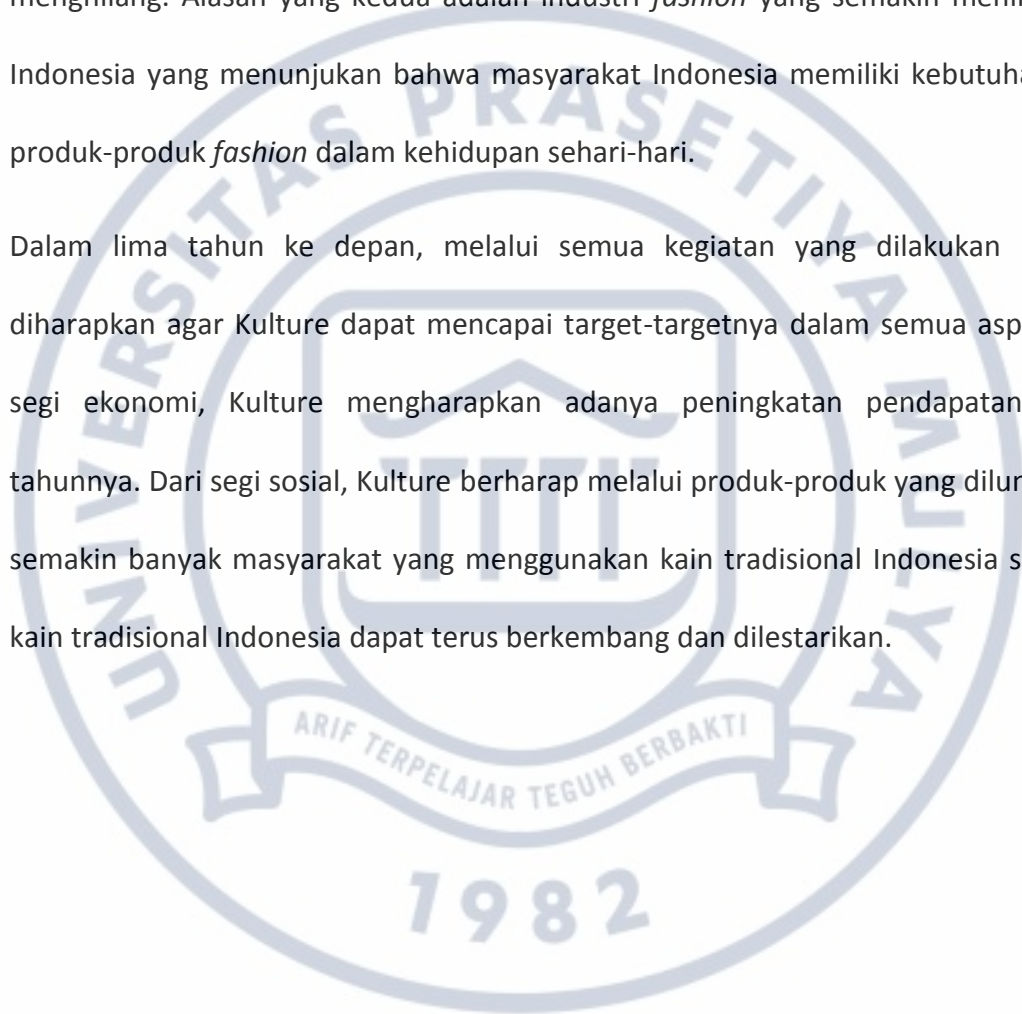 menghilang. Alasan yang kedua adalah industri fashion yang semakin
Indonesia yang menunjukan bahwa masyarakat Indonesia memiliki
produk-produk fashion dalam kehidupan sehari-hari.
Dalam lima tahun ke depan, melalui semua kegiatan yang dilakukan
diharapkan agar Kulture dapat mencapai target-targetnya dalam semua
segi ekonomi, Kulture mengharapkan adanya peningkatan pendapatan
tahunnya. Dari segi sosial, Kulture berharap melalui produk-produk yang
semakin banyak masyarakat yang menggunakan kain tradisional Indonesia
kain tradisional Indonesia dapat terus berkembang dan dilestarikan.
UNIVERSITAS PRASETIYA MULYA
ARIF TERPELAJAR TEGUH BERBAKTI
1982